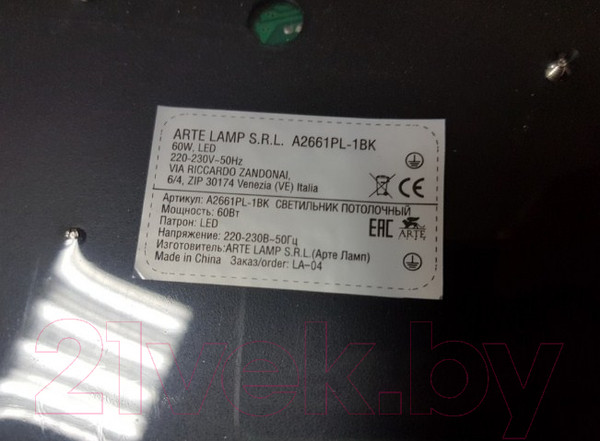 ARTE LAMP S.R.L. A2661PL-1BK
60W, LED
220-230V~50Hz
VIA RICCARDO ZANDONAI,
6/4, ZIP 30174 Venezia (VE) Italia
CE
Артикул: A2661PL-1BK СВЕТИЛЬНИК ПОТОЛОЧНЫЙ
Мощность: 60Вт
Патрон: LED
Напряжение: 220-230В~50Гц
Изготовитель:ARTE LAMP S.R.L.(Арте Ламп)
Made in China Заказ/order: LA-04
EAC
ARTE
21vek.by